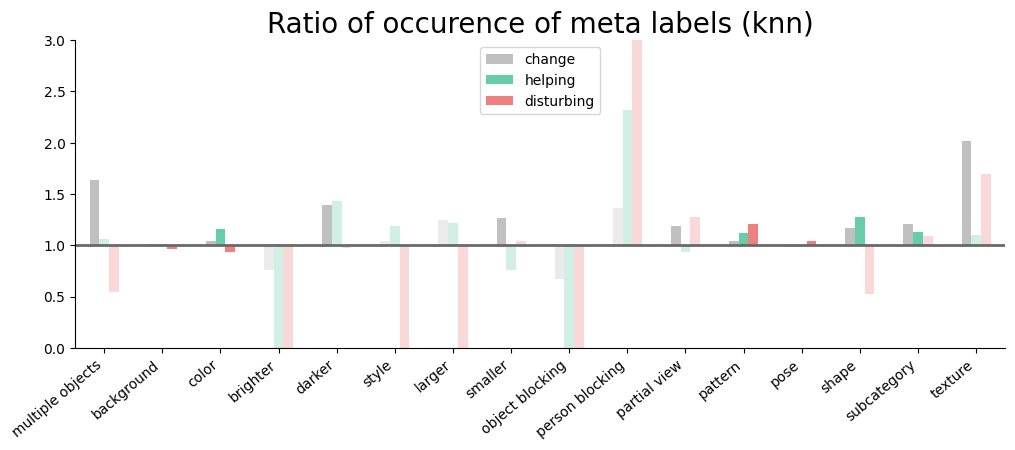 Ratio of occurence of meta labels (knn)
change
helping
disturbing
3.0
2.5
2.0
1.5
1.0
0.5
0.0
multiple objects
background
color
brighter
darker
style
larger
smaller
object blocking
person blocking
partial view
pattern
pose
shape
subcategory
texture